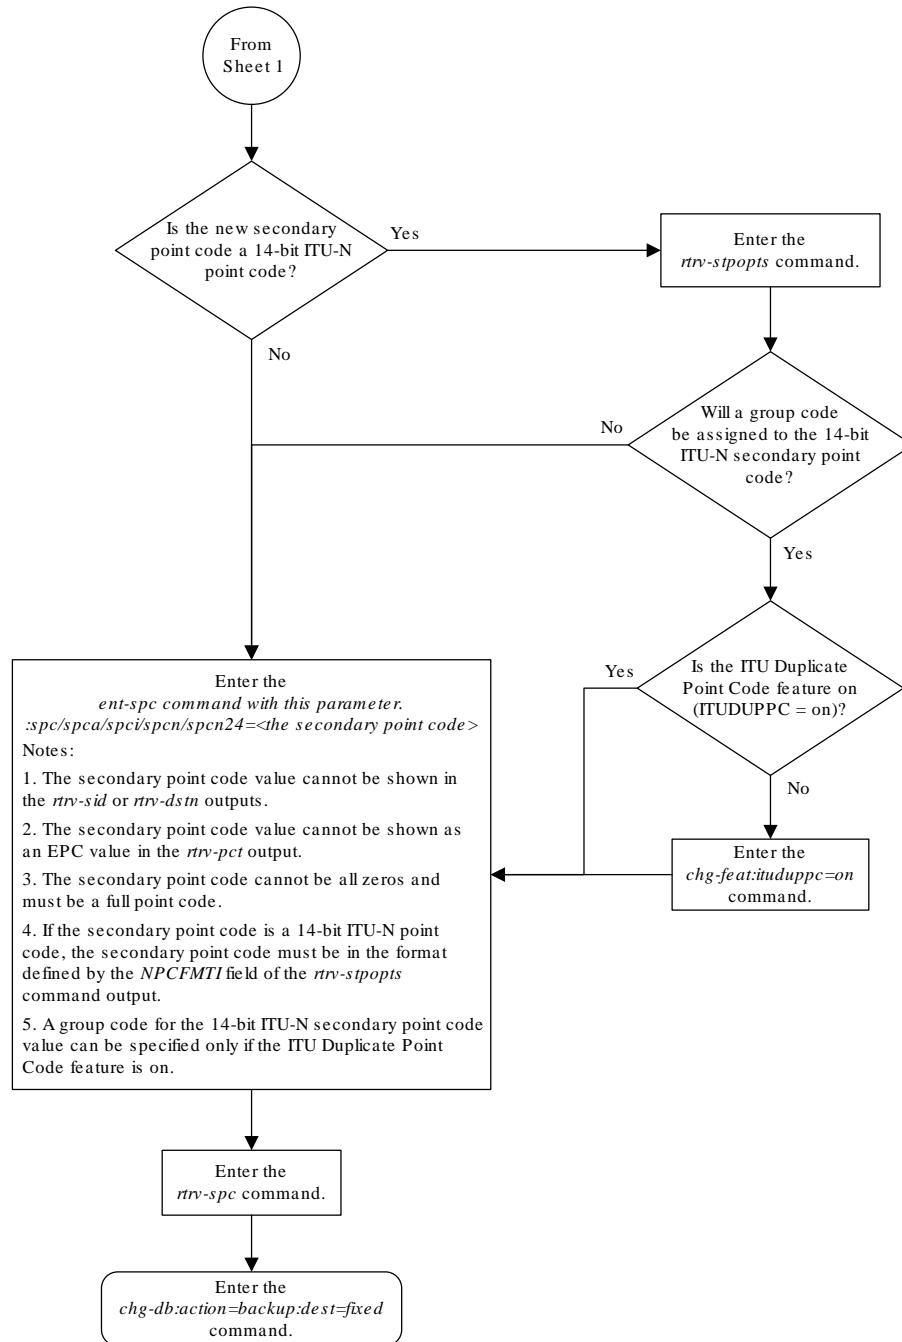 From
Sheet 1
Is the new secondary
point code a 14-bit ITU-N
point code?
Yes
Enter the
rtrv-stpopts command.
No
Will a group code
be assigned to the 14-bit
ITU-N secondary point
code?
No
Yes
Is the ITU Duplicate
Point Code feature on
(ITUDUPPC = on)?
Yes
No
Enter the
chg-feat:ituduppc=on
command.
Enter the
ent-spc command with this parameter.
:spc/spca/spci/spcn/spcn24=<the secondary point code>
Notes:
1. The secondary point code value cannot be shown in
the rtrv-sid or rtrv-dstn outputs.
2. The secondary point code value cannot be shown as
an EPC value in the rtrv-pct output.
3. The secondary point code cannot be all zeros and
must be a full point code.
4. If the secondary point code is a 14-bit ITU-N point
code, the secondary point code must be in the format
defined by the NPCFMTI field of the rtrv-stpopts
command output.
5. A group code for the 14-bit ITU-N secondary point code
value can be specified only if the ITU Duplicate Point
Code feature is on.
Enter the
rtrv-spc command.
Enter the
chg-db:action=backup:dest=fixed
command.